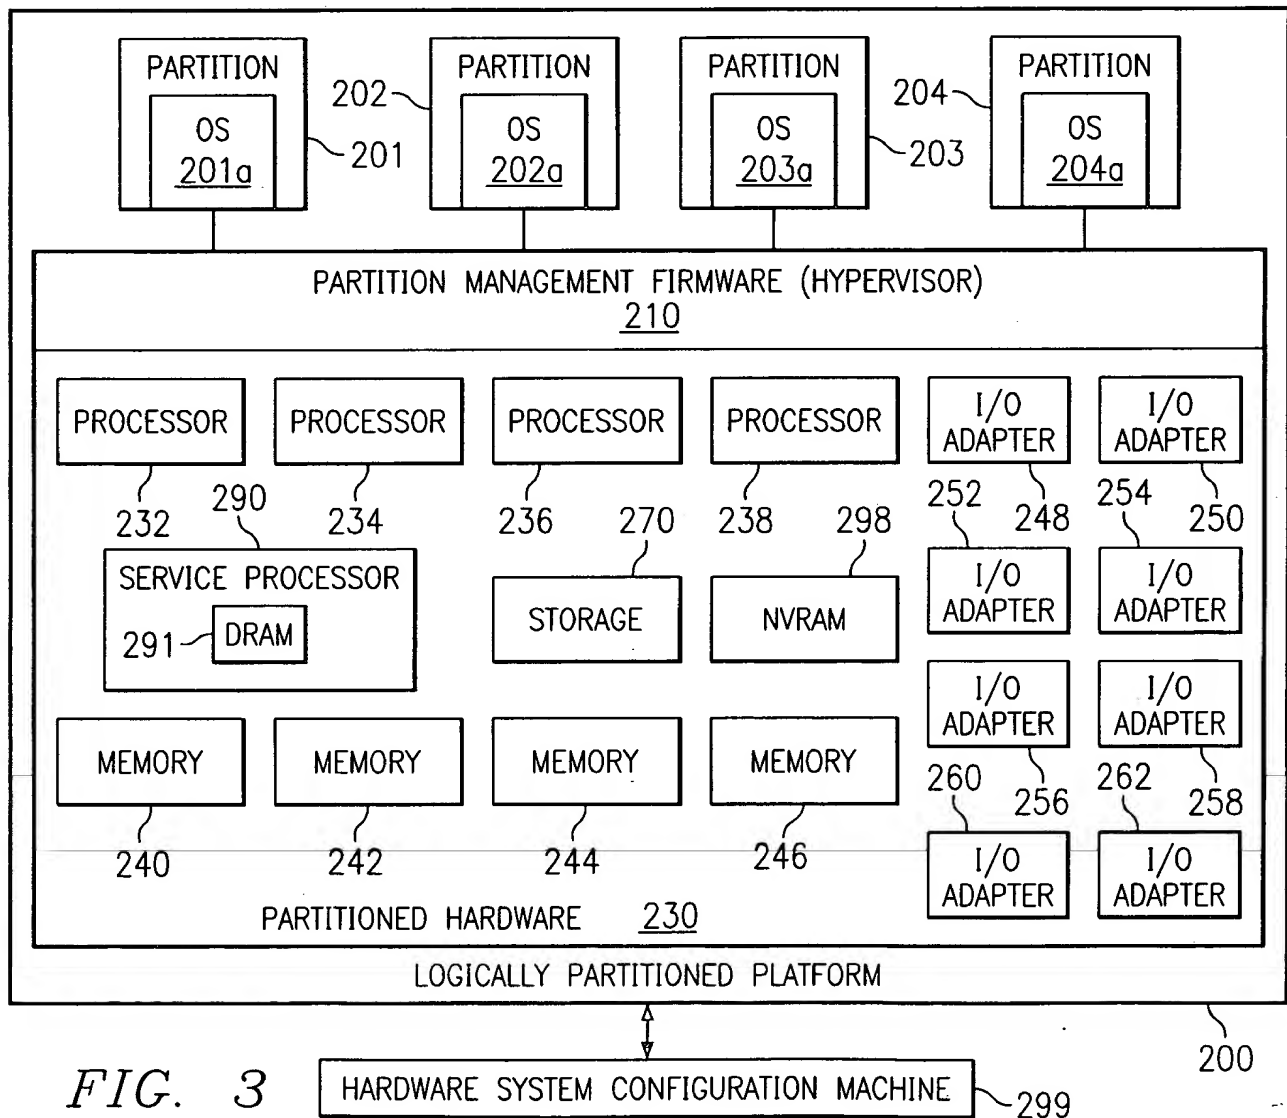 PARTITION PARTITION PARTITION PARTITION
202 204
OS OS OS OS
201 203
201a 202a 203a 204a
PARTITION MANAGEMENT FIRMWARE (HYPERVISOR)
210
PROCESSOR PROCESSOR PROCESSOR PROCESSOR
I/O ADAPTER I/O ADAPTER
232 290 234 236 270 238 298 252 248 254 250
SERVICE PROCESSOR
291 DRAM
STORAGE NVRAM
I/O ADAPTER I/O ADAPTER
I/O ADAPTER I/O ADAPTER
MEMORY MEMORY MEMORY MEMORY
260 256 262 258
240 242 244 246
I/O ADAPTER I/O ADAPTER
PARTITIONED HARDWARE 230
LOGICALLY PARTITIONED PLATFORM
200
FIG. 3
HARDWARE SYSTEM CONFIGURATION MACHINE
299